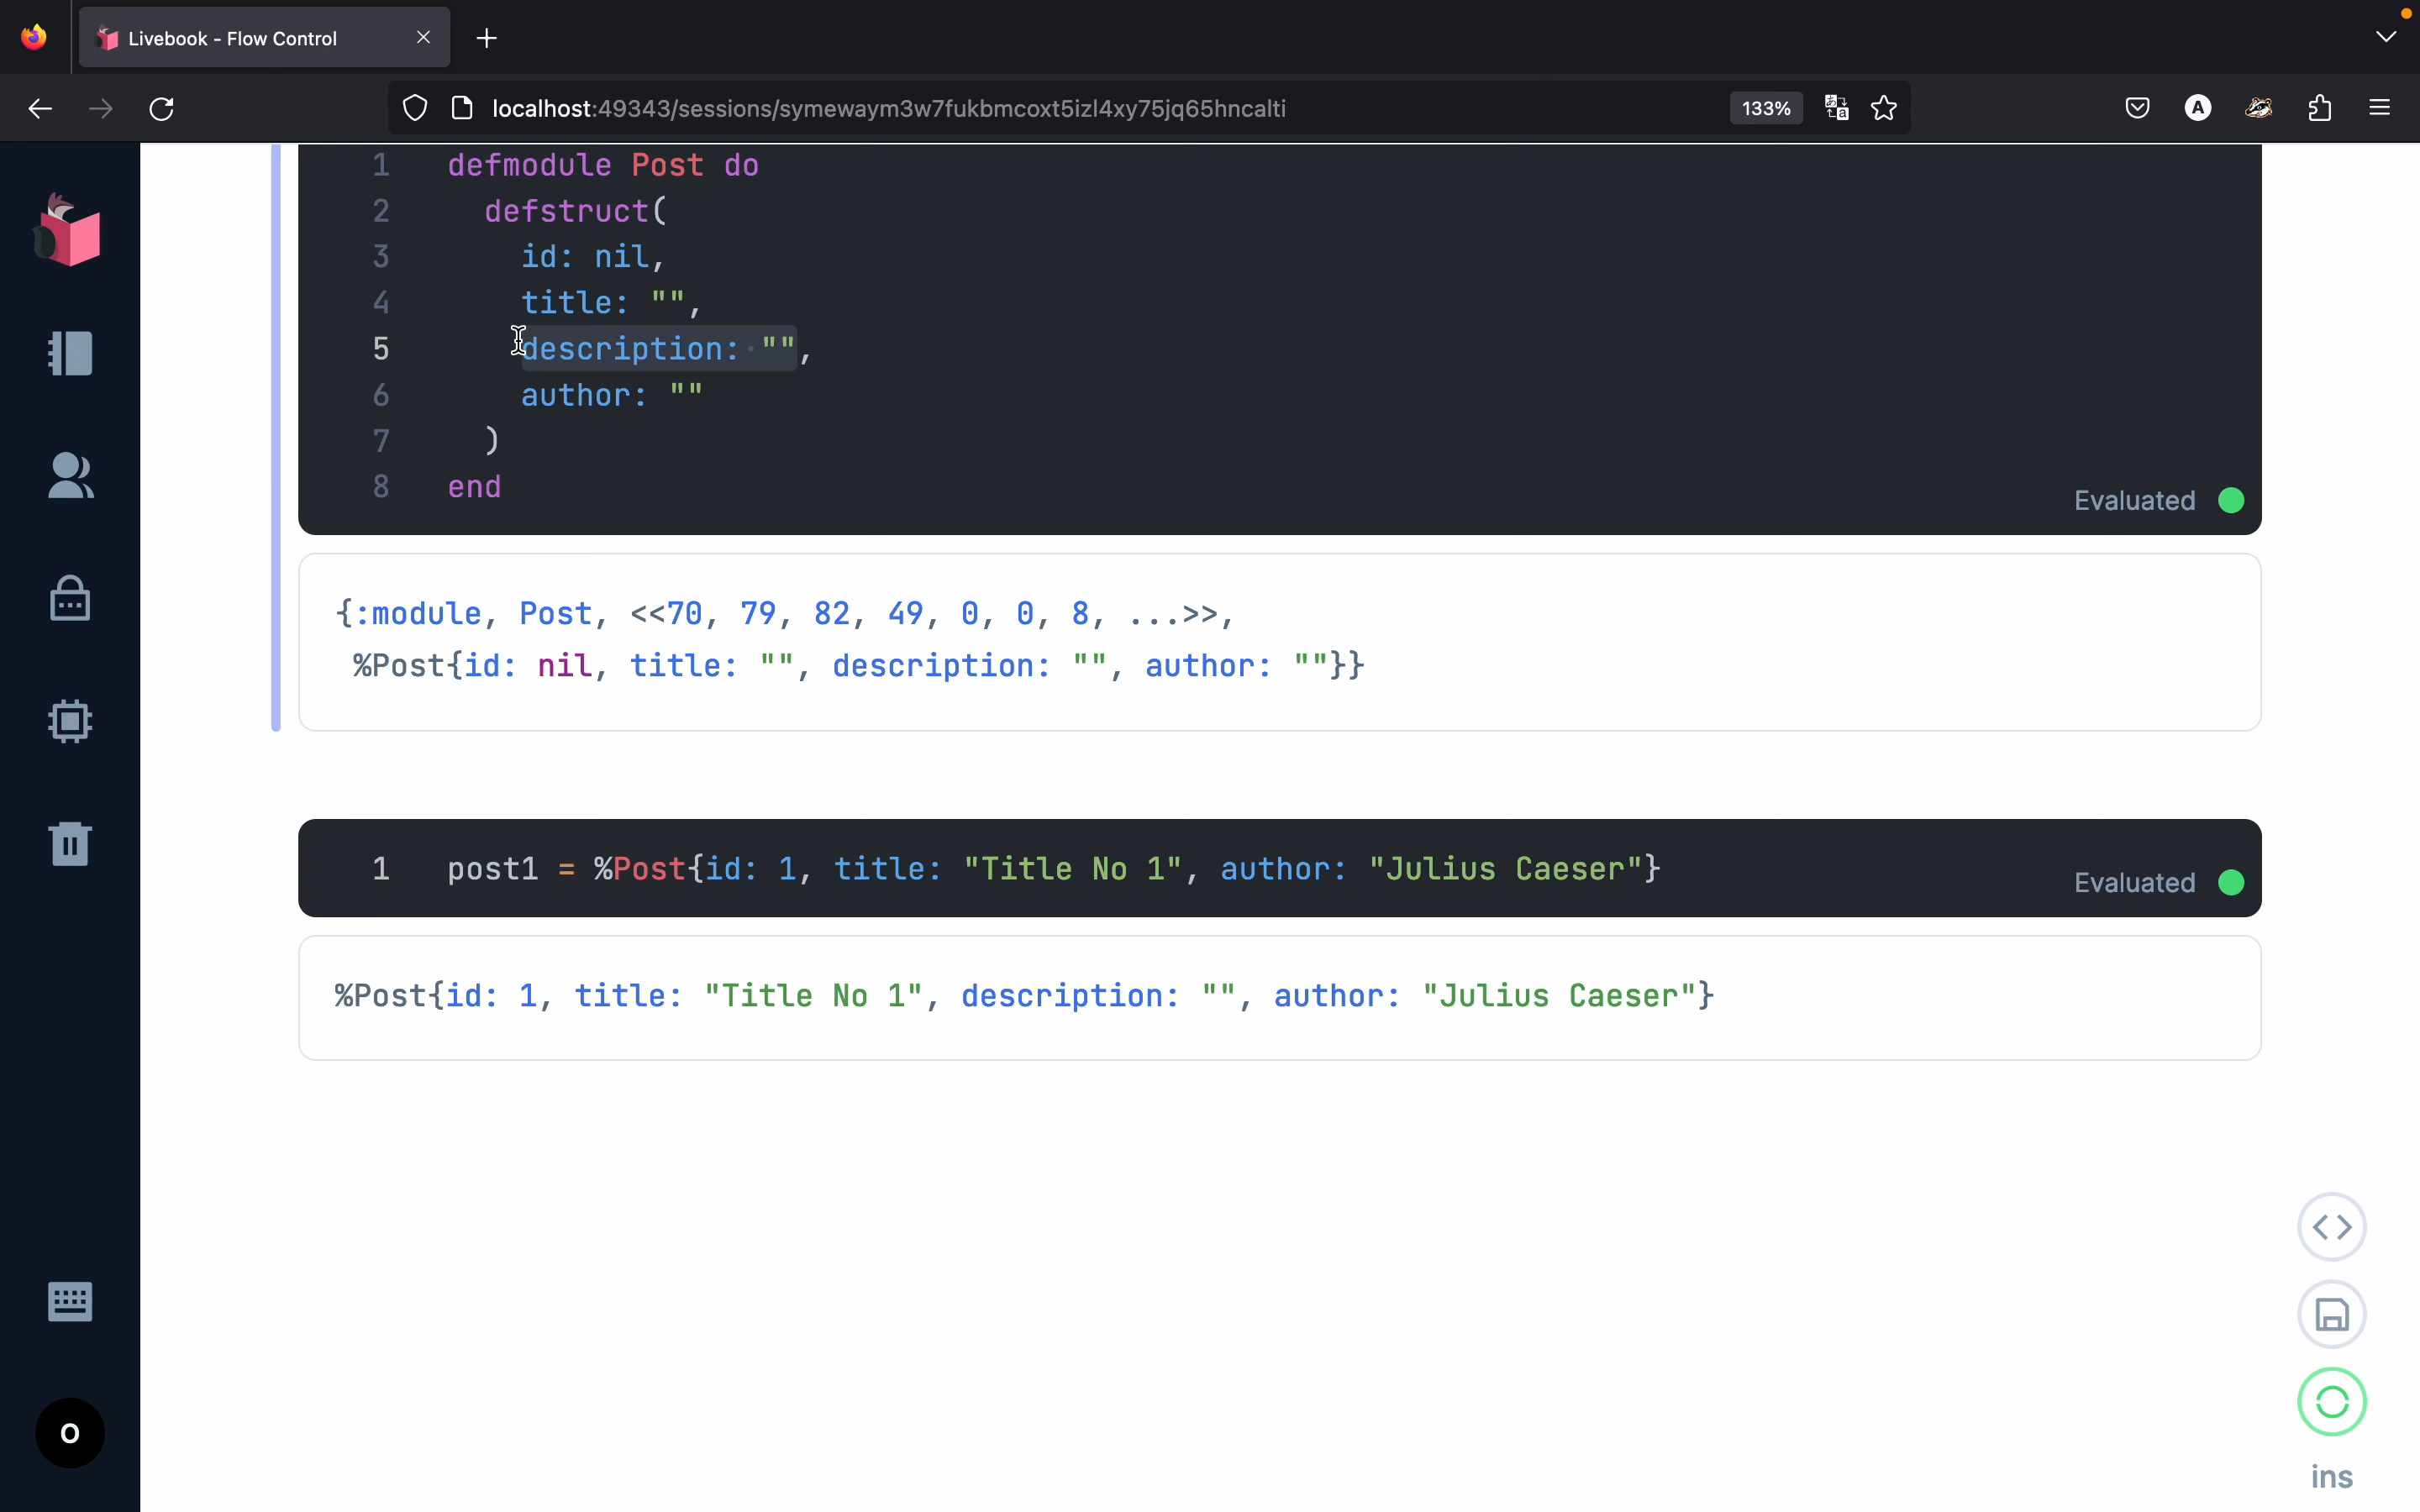 Livebook - Flow Control
localhost:49343/sessions/symewaym3w7fukbmcoxt5izl4xy75jq65hncalti
133%
A
1 defmodule Post do
2 defstruct(
3 id: nil,
4 title: "",
5 description: "",
6 author: ""
7 )
8 end
Evaluated
{:module, Post, <<70, 79, 82, 49, 0, 0, 8, ...>>,
%Post{id: nil, title: "", description: "", author: ""}}
1 post1 = %Post{id: 1, title: "Title No 1", author: "Julius Caeser"}
Evaluated
%Post{id: 1, title: "Title No 1", description: "", author: "Julius Caeser"}
O
ins